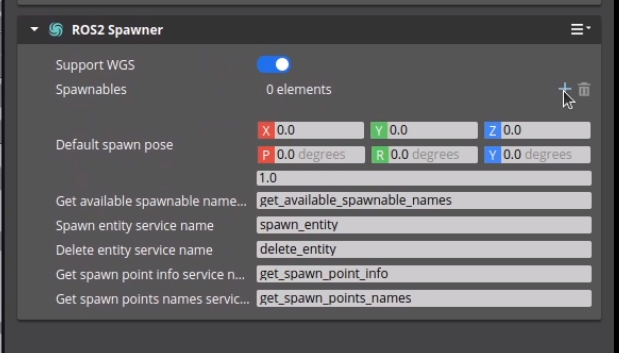 ROS2 Spawner
Support WGS
Spawnables 0 elements
X 0.0 Y 0.0 Z 0.0
Default spawn pose
P 0.0 degrees R 0.0 degrees Y 0.0 degrees
1.0
Get available spawnable name... get_available_spawnable_names
Spawn entity service name spawn_entity
Delete entity service name delete_entity
Get spawn point info service n... get_spawn_point_info
Get spawn points names servic... get_spawn_points_names